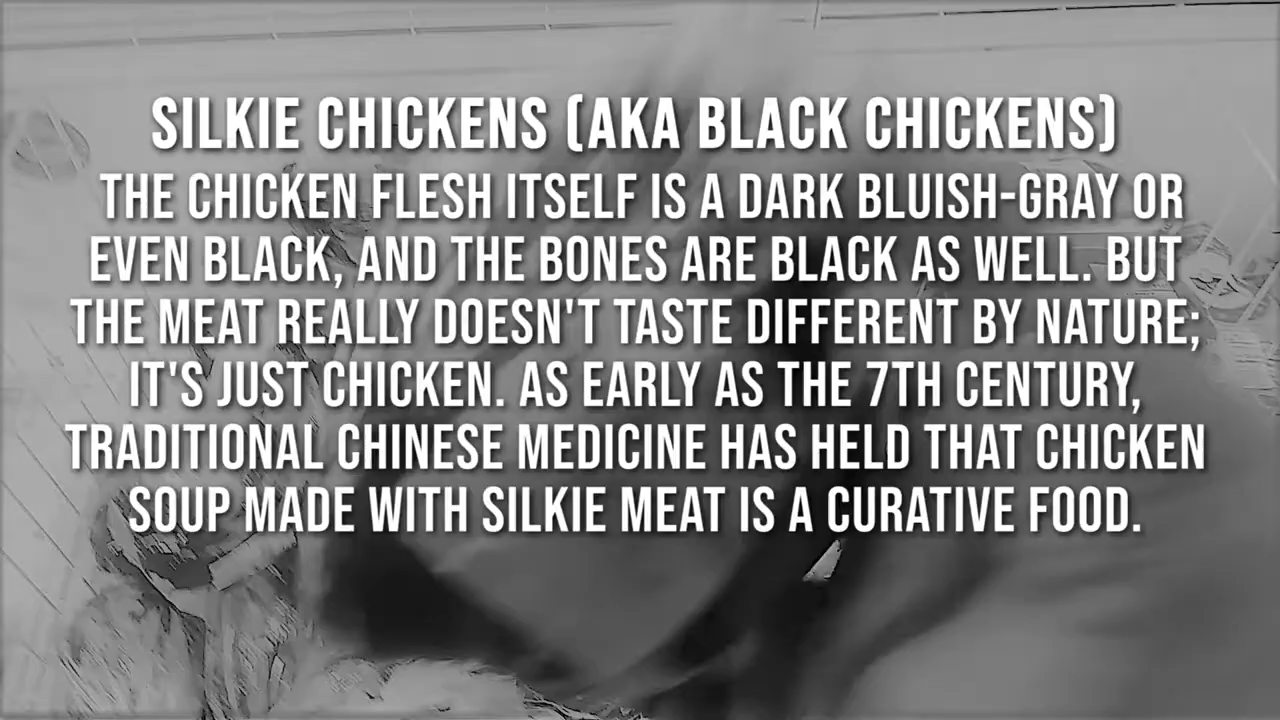 SILKIE CHICKENS (AKA BLACK CHICKENS)
THE CHICKEN FLESH ITSELF IS A DARK BLUISH-GRAY OR
EVEN BLACK, AND THE BONES ARE BLACK AS WELL. BUT
THE MEAT REALLY DOESN'T TASTE DIFFERENT BY NATURE;
IT'S JUST CHICKEN. AS EARLY AS THE 7TH CENTURY,
TRADITIONAL CHINESE MEDICINE HAS HELD THAT CHICKEN
SOUP MADE WITH SILKIE MEAT IS A CURATIVE FOOD.